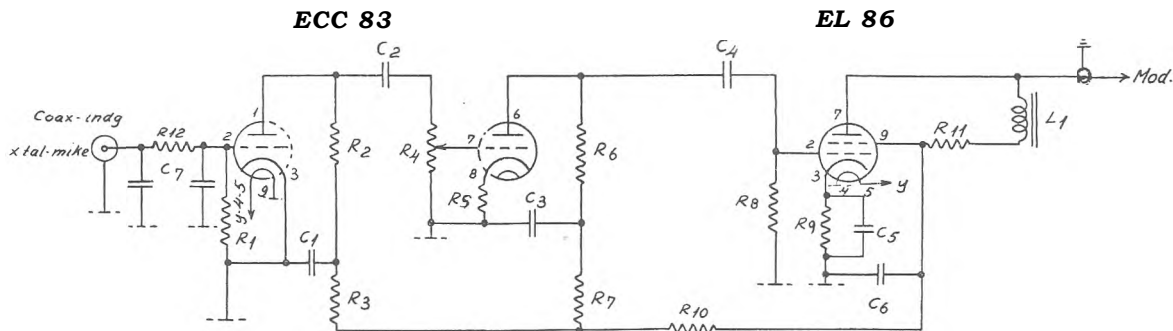 ECC 83
EL 86
C2
C4
Mod.
Coax-indg
xtal-mike
R12
C7
1
2
3
9
y-4-5
R1
C1
R2
R3
R4
6
7
8
R5
C3
R6
R7
R8
7
2
9
3
4
5
y
R9
C5
C6
R10
R11
L1